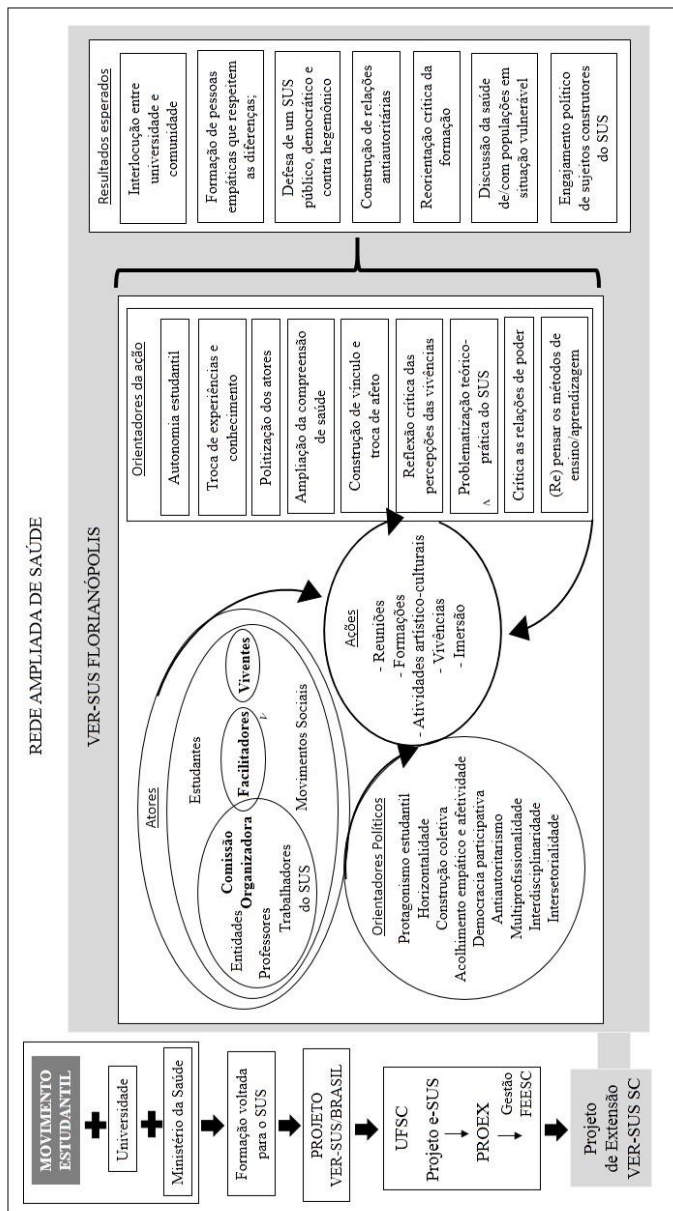 REDE AMPLIADA DE SAÚDE
MOVIMENTO
ESTUDANTIL
Universidade
Ministério da Saúde
Formação voltada
para o SUS
PROJETO
VER-SUS/BRASIL
UFSC
Projeto e-SUS
PROEX
Gestão
FEESC
Projeto
de Extensão
VER-SUS SC
VER-SUS FLORIANÓPOLIS
Atores
Estudantes
Comissão
Organizadora
Entidades
Professores
Trabalhadores
do SUS
Facilitadores
Viventes
Movimentos Sociais
Orientadores Políticos
Protagonismo estudantil
Horizontalidade
Construção coletiva
Acolhimento empático e afetividade
Democracia participativa
Antiautoritarismo
Multiprofissionalidade
Interdisciplinaridade
Intersetorialidade
Ações
- Reuniões
- Formações
- Atividades artístico-culturais
- Vivências
- Imersão
Orientadores da ação
Autonomia estudantil
Troca de experiências e
conhecimento
Politização dos atores
Ampliação da compreensão
de saúde
Construção de vínculo e
troca de afeto
Reflexão crítica das
percepções das vivências
Problematização teórico-
prática do SUS
Crítica as relações de poder
(Re) pensar os métodos de
ensino/aprendizagem
Resultados esperados
Interlocução entre
universidade e
comunidade
Formação de pessoas
empáticas que respeitem
as diferenças;
Defesa de um SUS
público, democrático e
contra hegemônico
Construção de relações
antiautoritárias
Reorientação crítica da
formação
Discussão da saúde
de/com populações em
situação vulnerável
Engajamento político
de sujeitos construtores
do SUS